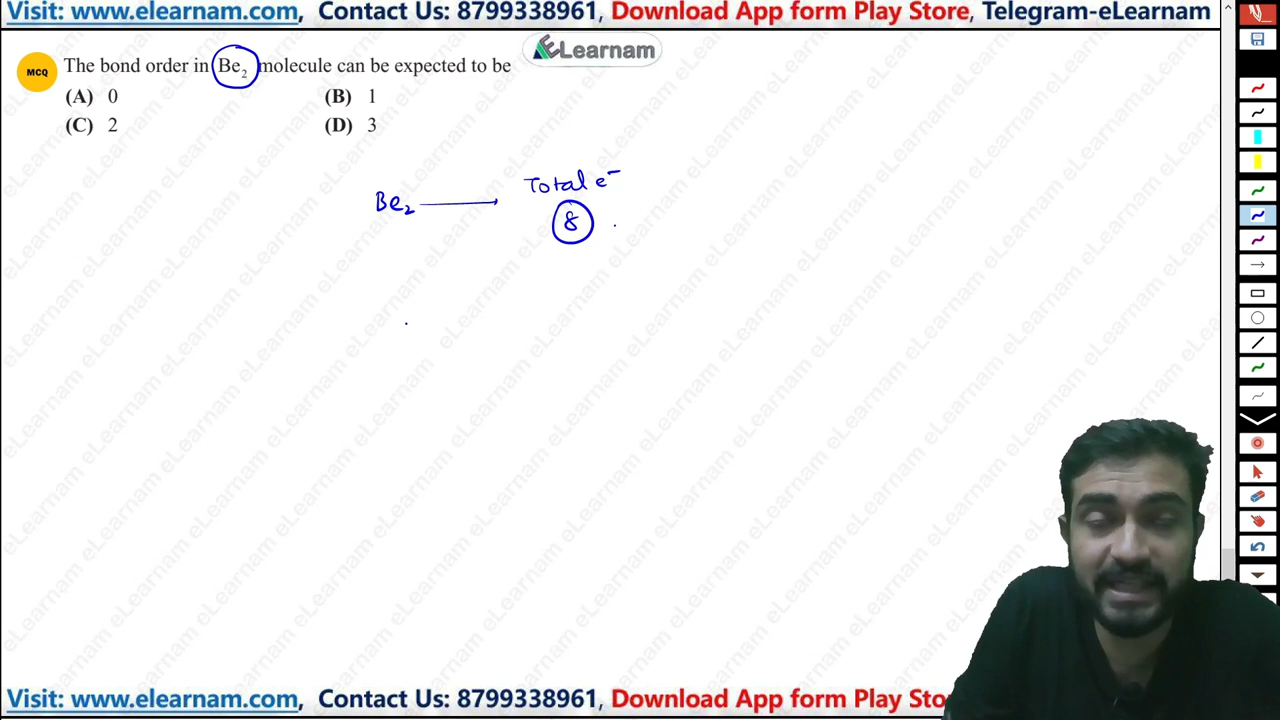 Visit: www.elearnam.com, Contact Us: 8799338961, Download App form Play Store, Telegram-eLearnam
ELearnam
MCQ The bond order in Be₂ molecule can be expected to be
(A) 0 (B) 1
(C) 2 (D) 3
Total e⁻
Be₂ → 8
Visit: www.elearnam.com, Contact Us: 8799338961, Download App form Play Sto